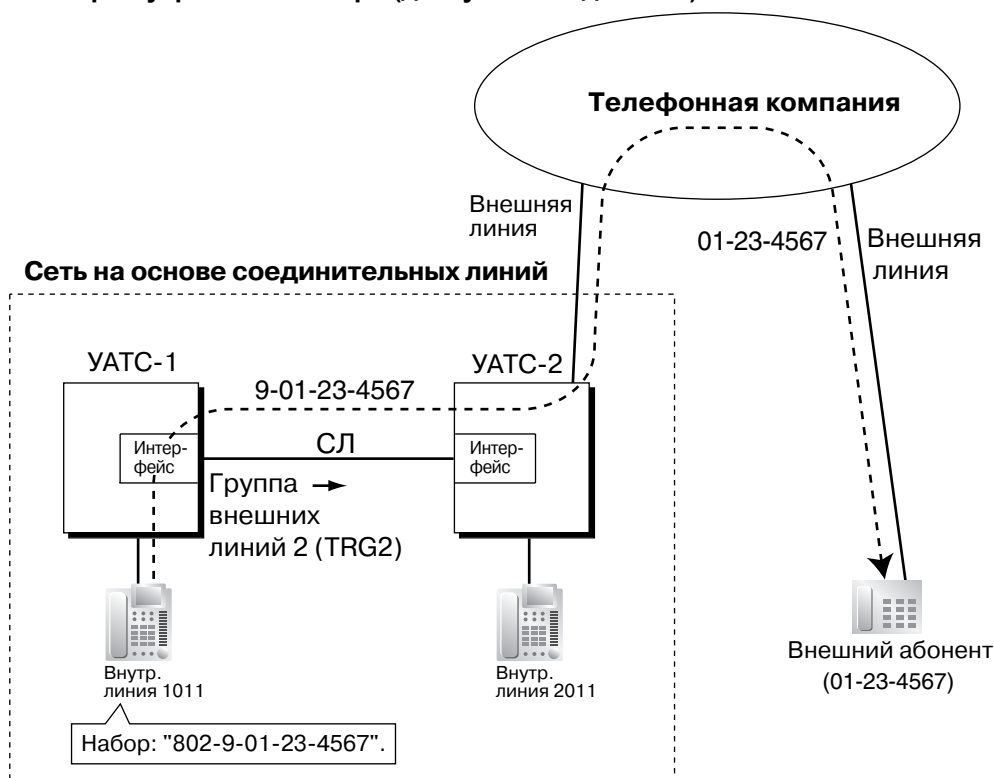 Телефонная компания
Внешняя
линия
01-23-4567
Внешняя
линия
Сеть на основе соединительных линий
УАТС-1
УАТС-2
9-01-23-4567
Интер-
фейс
СЛ
Интер-
фейс
Группа
внешних
линий 2 (TRG2)
Внутр.
линия 1011
Внутр.
линия 2011
Внешний абонент
(01-23-4567)
Набор: "802-9-01-23-4567".